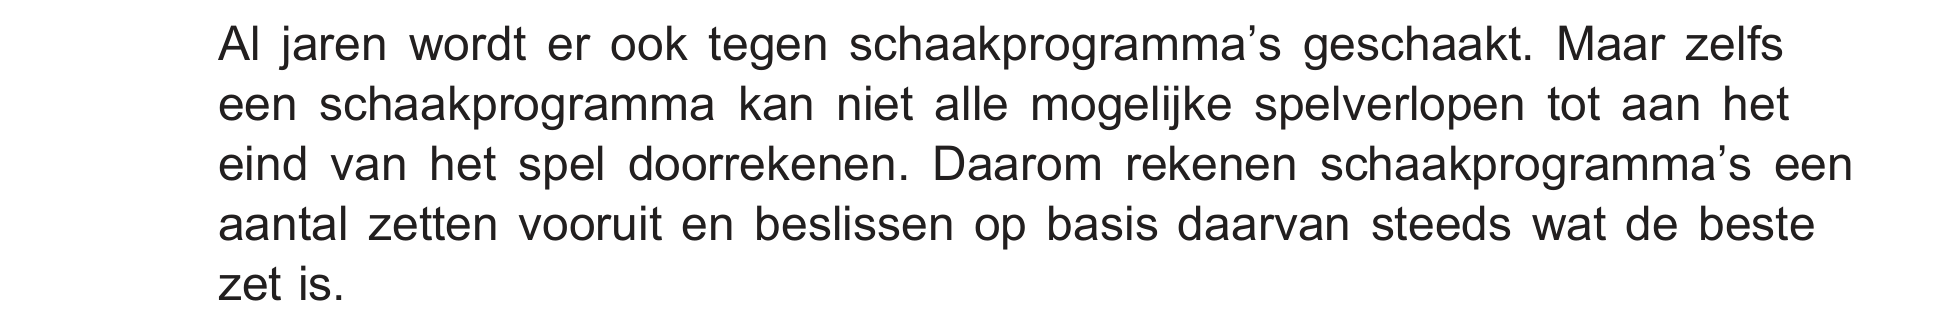 Al jaren wordt er ook tegen schaakprogramma’s geschaakt. Maar zelfs
een schaakprogramma kan niet alle mogelijke spelverlopen tot aan het
eind van het spel doorrekenen. Daarom rekenen schaakprogramma’s een
aantal zetten vooruit en beslissen op basis daarvan steeds wat de beste
zet is.